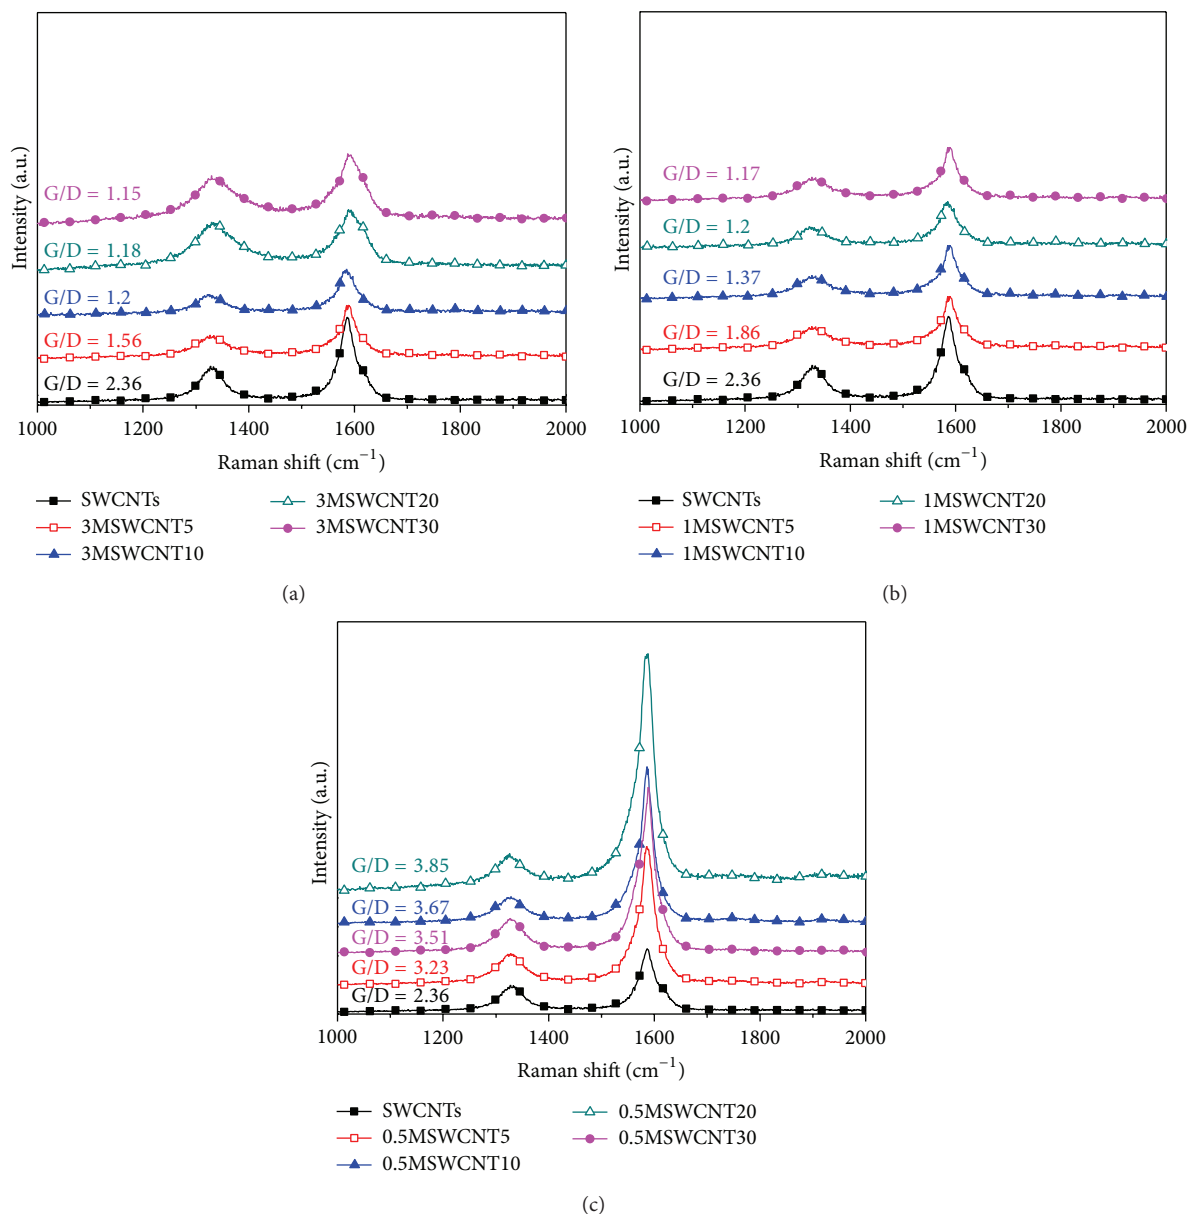 Intensity (a.u.)
G/D = 1.15
G/D = 1.18
G/D = 1.2
G/D = 1.56
G/D = 2.36
1000 1200 1400 1600 1800 2000
Raman shift (cm⁻¹)
SWCNTs
3MSWCNT5
3MSWCNT10
3MSWCNT20
3MSWCNT30
(a)
Intensity (a.u.)
G/D = 1.17
G/D = 1.2
G/D = 1.37
G/D = 1.86
G/D = 2.36
1000 1200 1400 1600 1800 2000
Raman shift (cm⁻¹)
SWCNTs
1MSWCNT5
1MSWCNT10
1MSWCNT20
1MSWCNT30
(b)
Intensity (a.u.)
G/D = 3.85
G/D = 3.67
G/D = 3.51
G/D = 3.23
G/D = 2.36
1000 1200 1400 1600 1800 2000
Raman shift (cm⁻¹)
SWCNTs
0.5MSWCNT5
0.5MSWCNT10
0.5MSWCNT20
0.5MSWCNT30
(c)